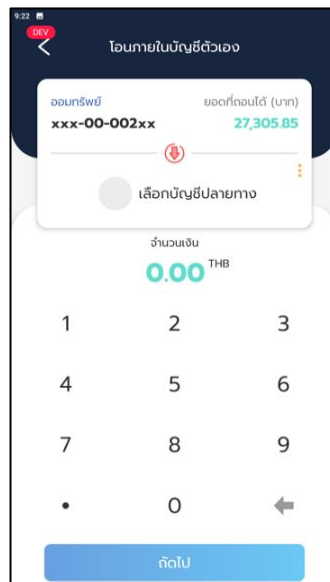 9:22
DEV
โอนภายในบัญชีตัวเอง
ออมทรัพย์ ยอดที่ถอนได้ (บาท)
xxx-00-002xx 27,305.85
เลือกบัญชีปลายทาง
จำนวนเงิน
0.00 THB
1 2 3
4 5 6
7 8 9
• 0
ถัดไป